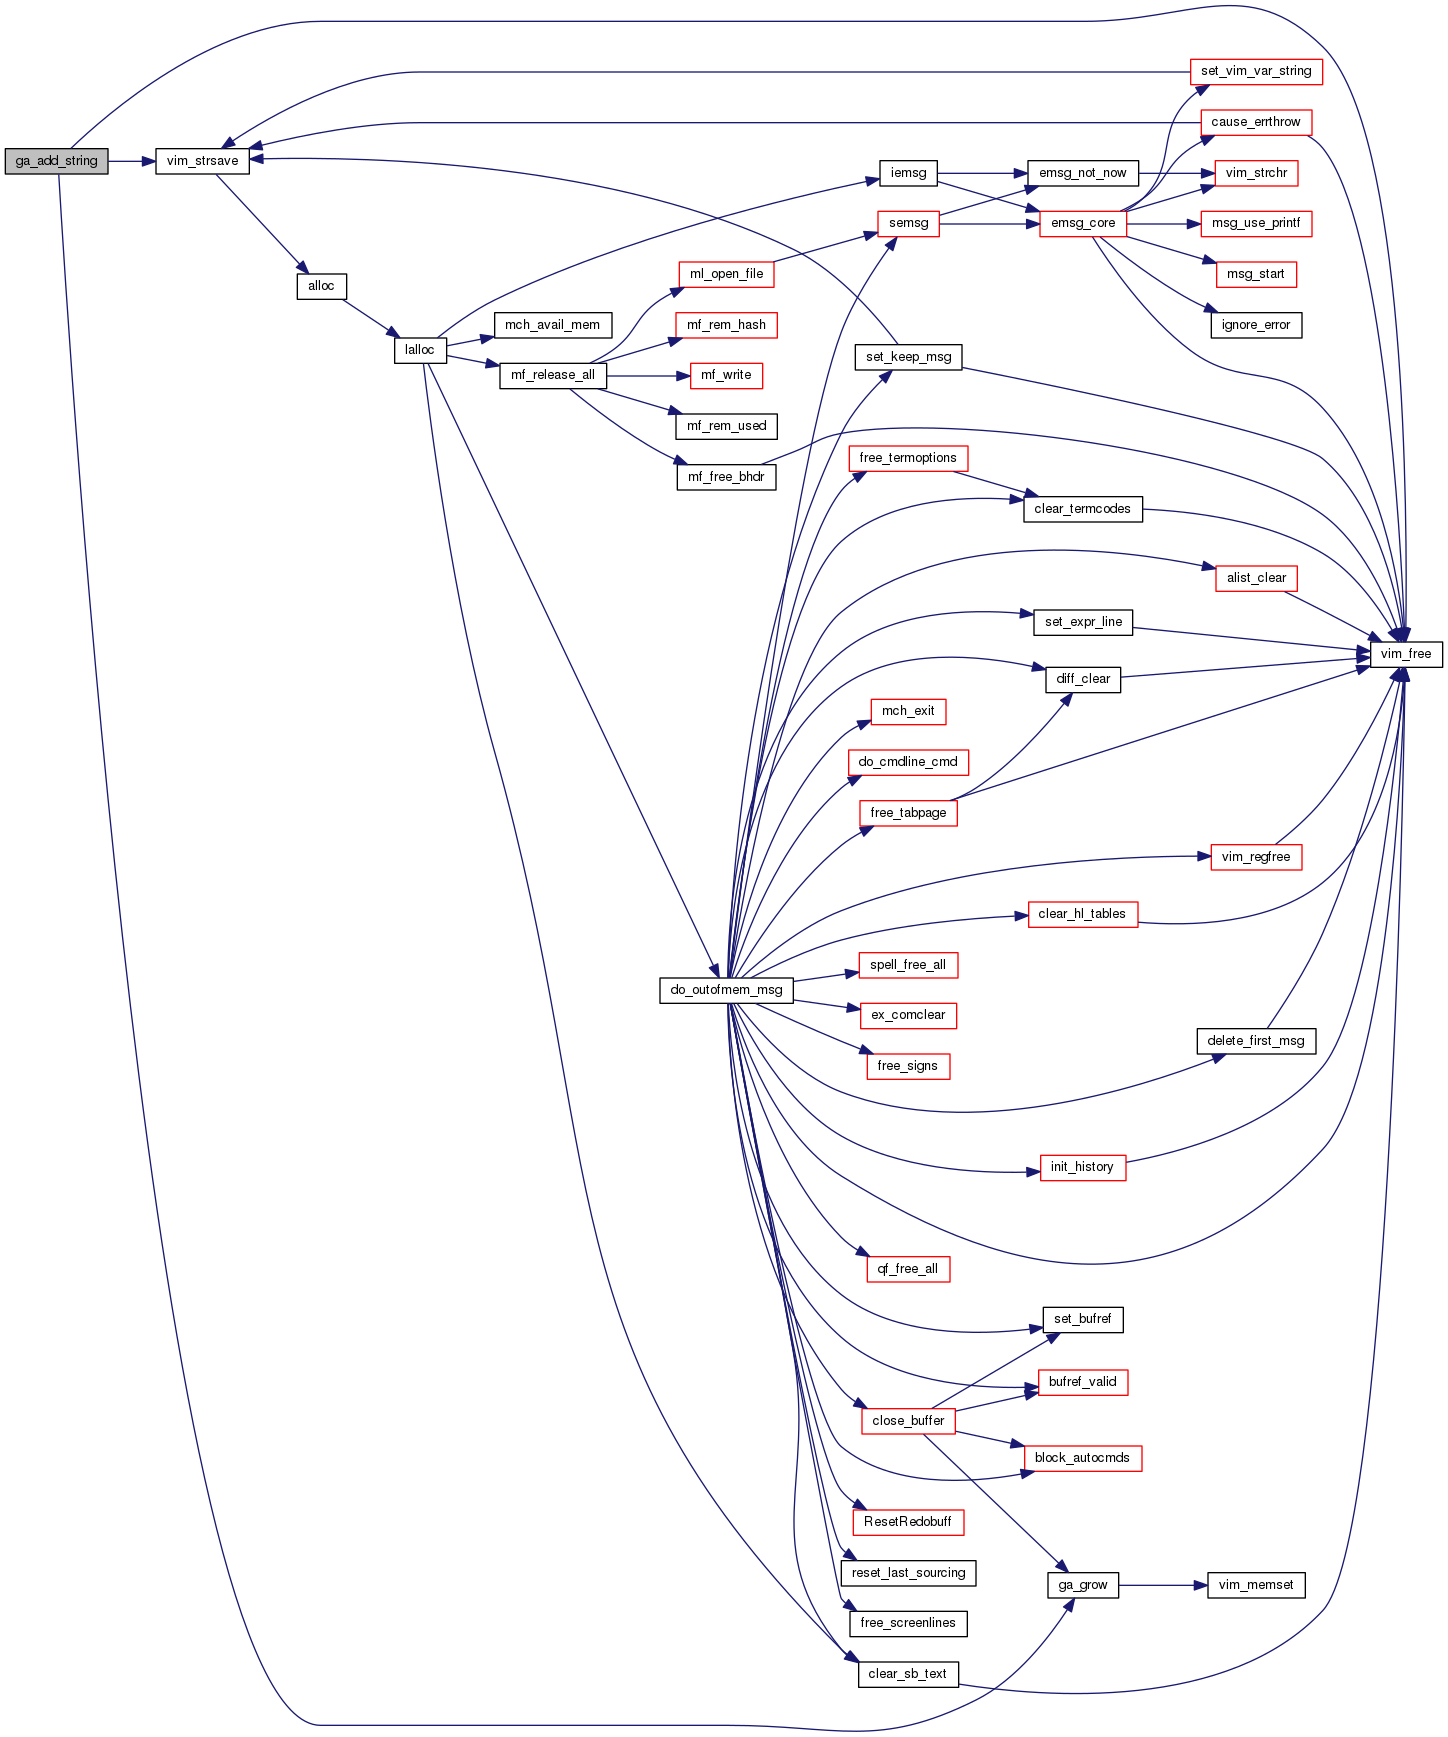 set_vim_var_string
cause_errthrow
ga_add_string
vim_strsave
iemsg
emsg_not_now
vim_strchr
semsg
emsg_core
msg_use_printf
ml_open_file
msg_start
alloc
mch_avail_mem
mf_rem_hash
ignore_error
lalloc
set_keep_msg
mf_release_all
mf_write
mf_rem_used
free_termoptions
mf_free_bhdr
clear_termcodes
alist_clear
set_expr_line
vim_free
diff_clear
mch_exit
do_cmdline_cmd
free_tabpage
vim_regfree
clear_hl_tables
spell_free_all
do_outofmem_msg
ex_comclear
delete_first_msg
free_signs
init_history
qf_free_all
set_bufref
bufref_valid
close_buffer
block_autocmds
ResetRedobuff
reset_last_sourcing
ga_grow
vim_memset
free_screenlines
clear_sb_text